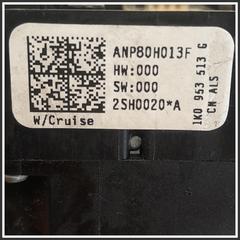 ANP80H013F
HW:000
SW:000
2SH0020*A
W/Cruise
1K0 953 513 G
CN ALS